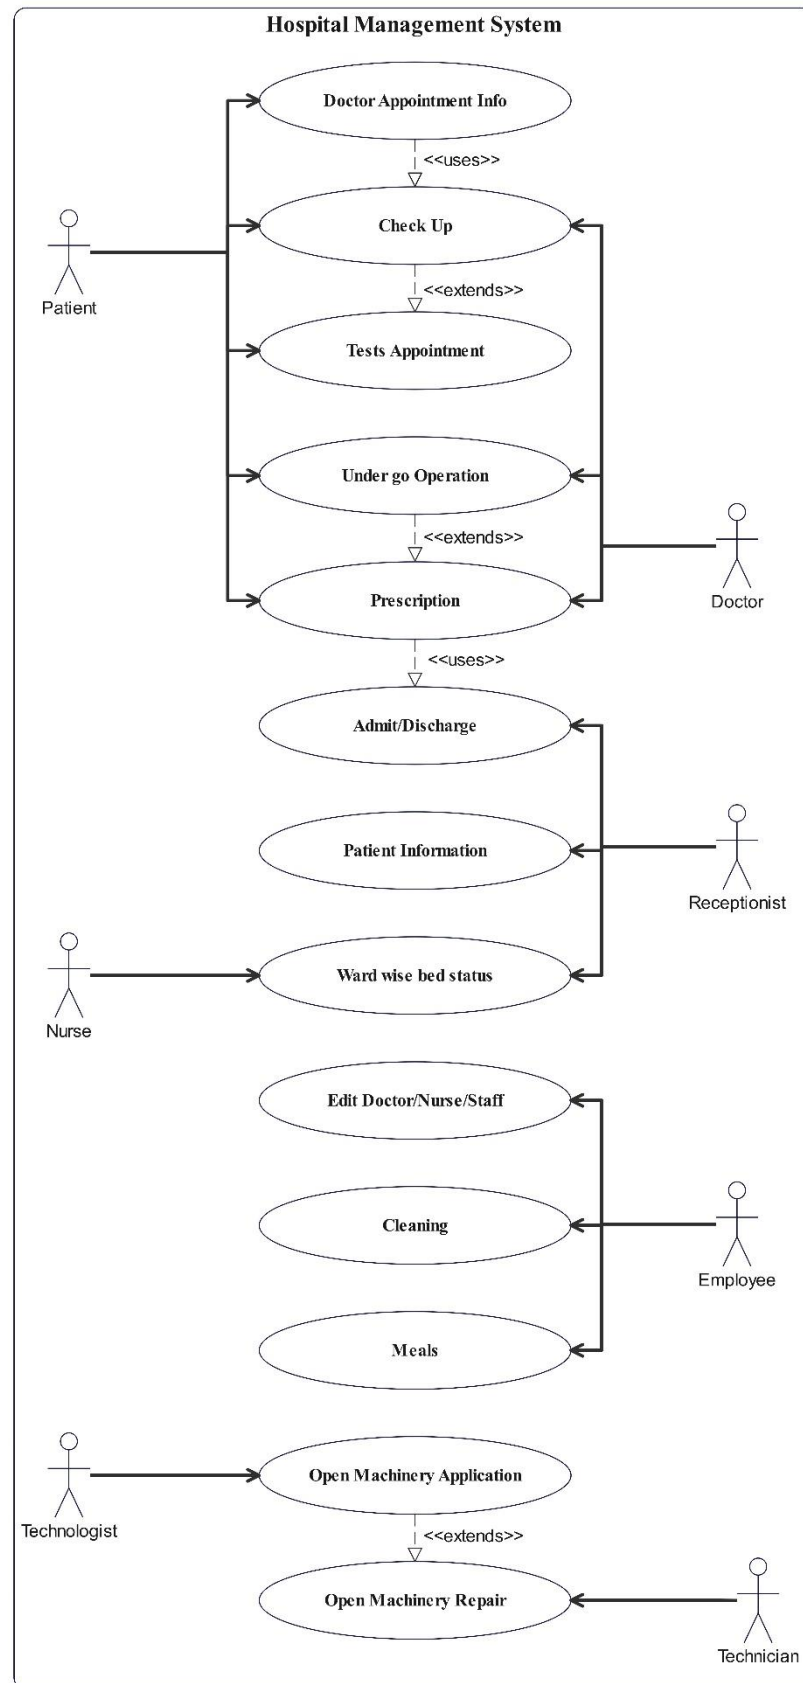 Hospital Management System
Doctor Appointment Info
<<uses>>
Check Up
Patient
<<extends>>
Tests Appointment
Under go Operation
<<extends>>
Prescription
Doctor
<<uses>>
Admit/Discharge
Patient Information
Receptionist
Ward wise bed status
Nurse
Edit Doctor/Nurse/Staff
Cleaning
Employee
Meals
Open Machinery Application
Technologist
<<extends>>
Open Machinery Repair
Technician